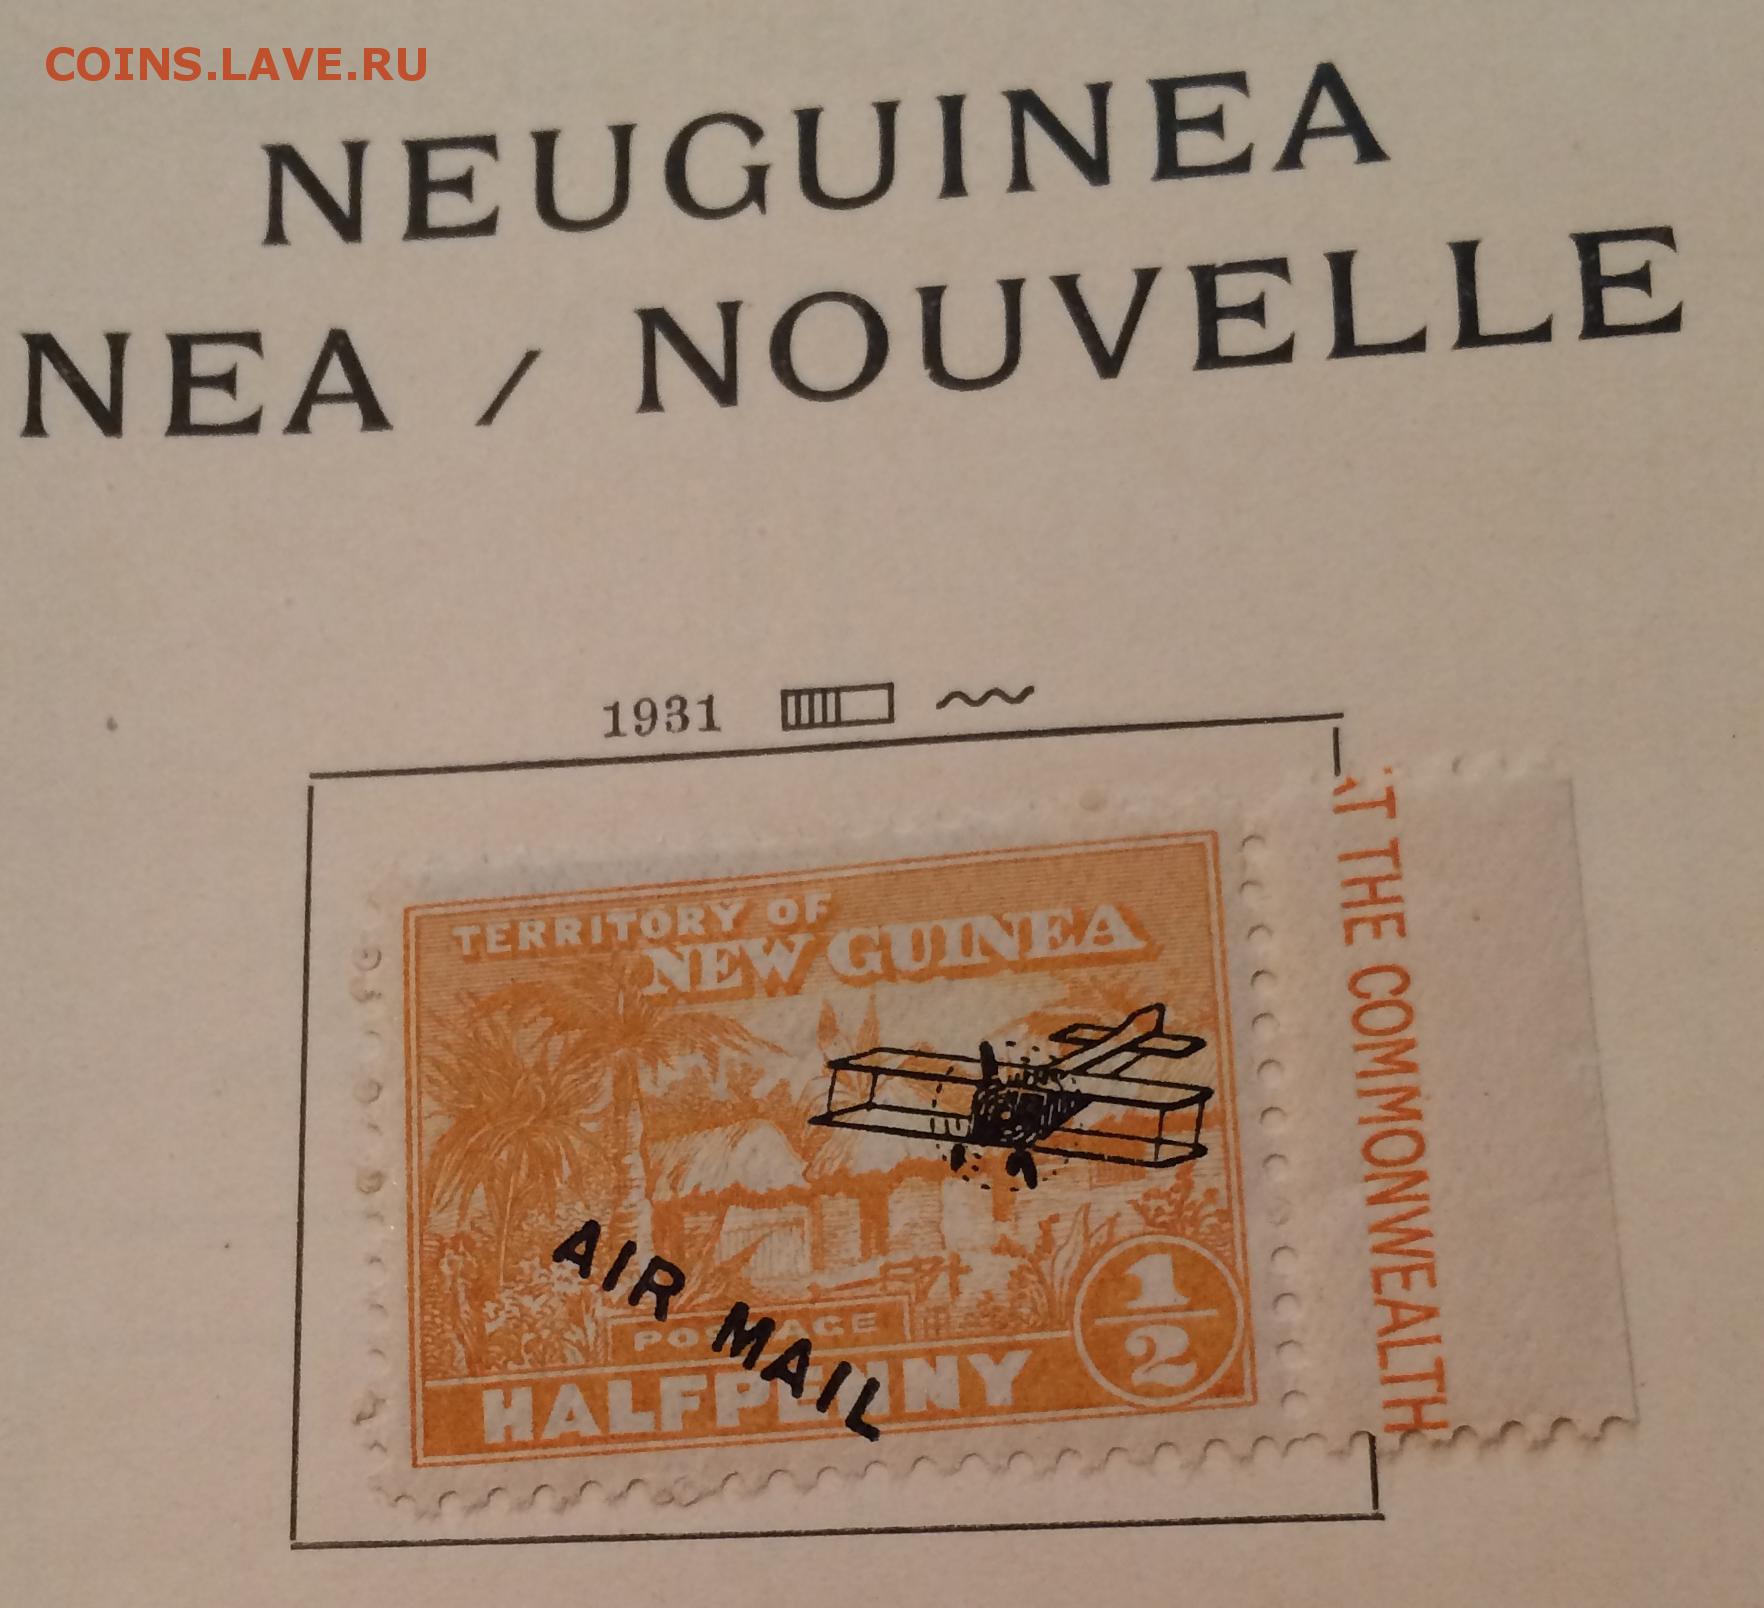 COINS.LAVE.RU
NEUGUINEA
NEA / NOUVELLE
1931
TERRITORY OF
NEW GUINEA
AIR MAIL
POSTAGE
HALFPENNY
1/2
AT THE COMMONWEALTH